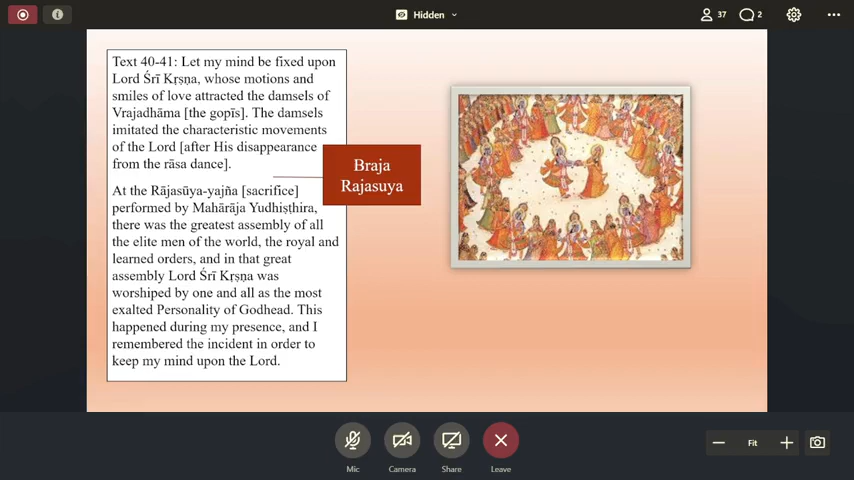 Hidden
37
2
Text 40-41: Let my mind be fixed upon
Lord Śrī Kṛṣṇa, whose motions and
smiles of love attracted the damsels of
Vrajadhāma [the gopīs]. The damsels
imitated the characteristic movements
of the Lord [after His disappearance
from the rāsa dance].
At the Rājasūya-yajña [sacrifice]
performed by Mahārāja Yudhiṣṭhira,
there was the greatest assembly of all
the elite men of the world, the royal and
learned orders, and in that great
assembly Lord Śrī Kṛṣṇa was
worshiped by one and all as the most
exalted Personality of Godhead. This
happened during my presence, and I
remembered the incident in order to
keep my mind upon the Lord.
Braja
Rajasuya
Mic
Camera
Share
Leave
Fit